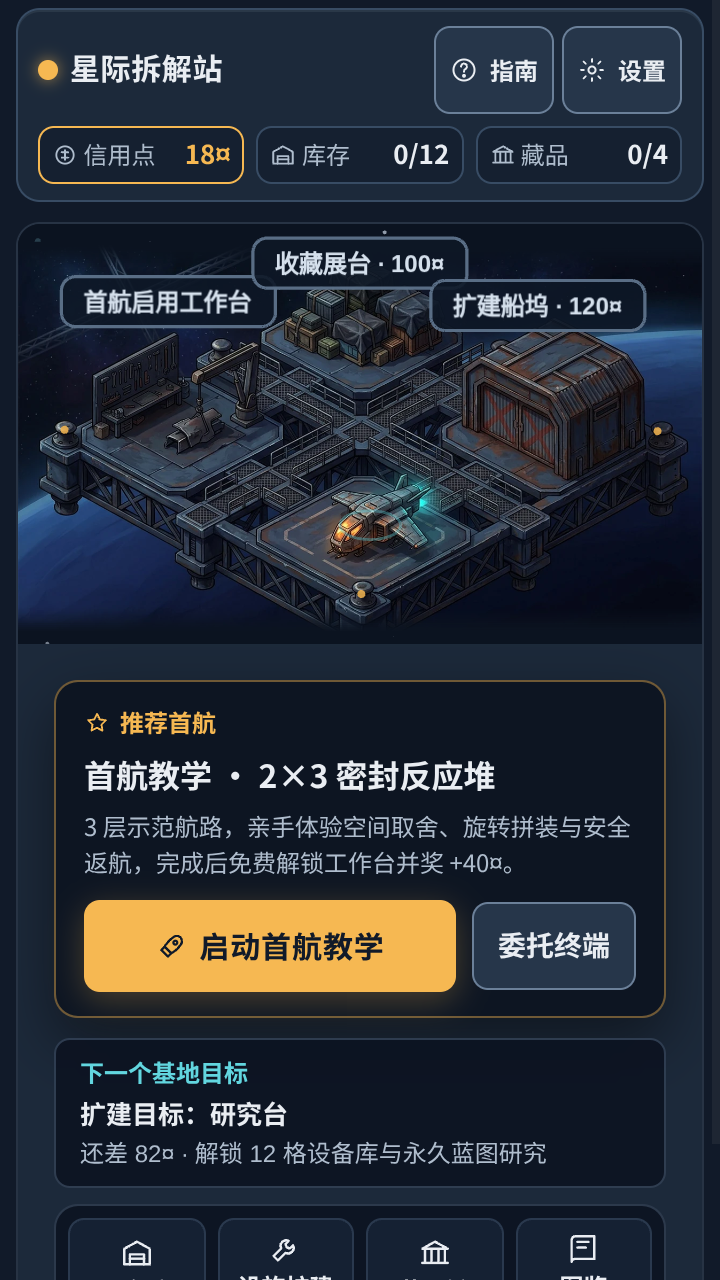 星际拆解站
指南
设置
信用点 18¤
库存 0/12
藏品 0/4
收藏展台 · 100¤
首航启用工作台
扩建船坞 · 120¤
推荐首航
首航教学 · 2×3 密封反应堆
3 层示范航路，亲手体验空间取舍、旋转拼装与安全
返航，完成后免费解锁工作台并奖 +40¤。
启动首航教学
委托终端
下一个基地目标
扩建目标：研究台
还差 82¤ · 解锁 12 格设备库与永久蓝图研究